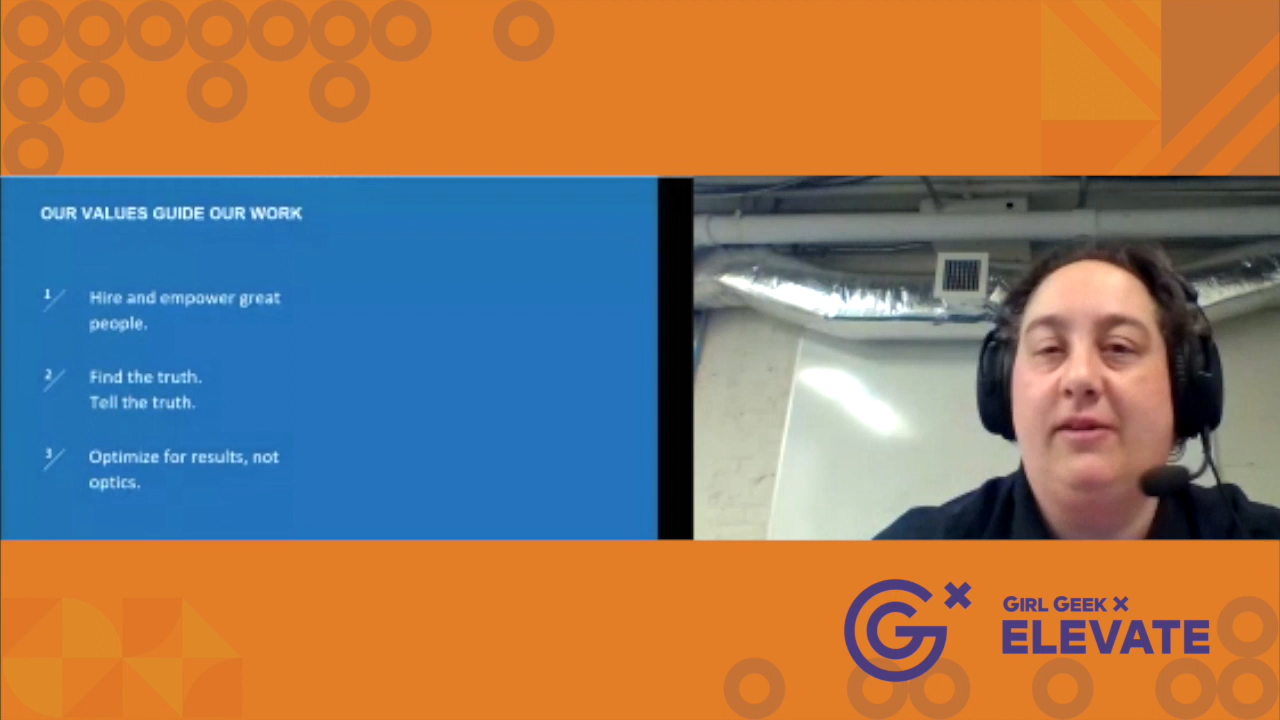 OUR VALUES GUIDE OUR WORK
1/ Hire and empower great
people.
2/ Find the truth.
Tell the truth.
3/ Optimize for results, not
optics.
GIRL GEEK X
ELEVATE